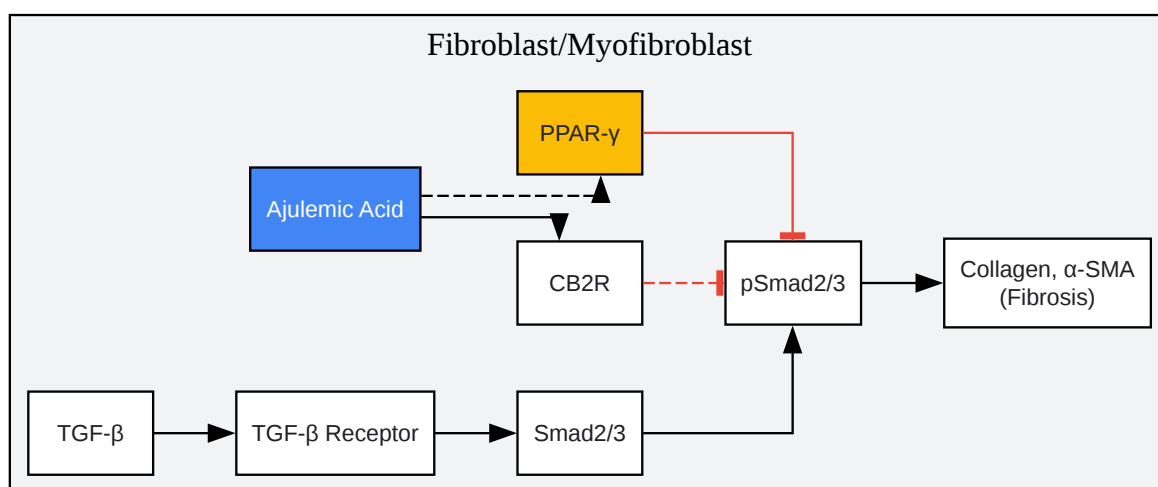 Fibroblast/Myofibroblast
PPAR-γ
Ajulemic Acid
CB2R
pSmad2/3
Collagen, α-SMA
(Fibrosis)
TGF-β
TGF-β Receptor
Smad2/3